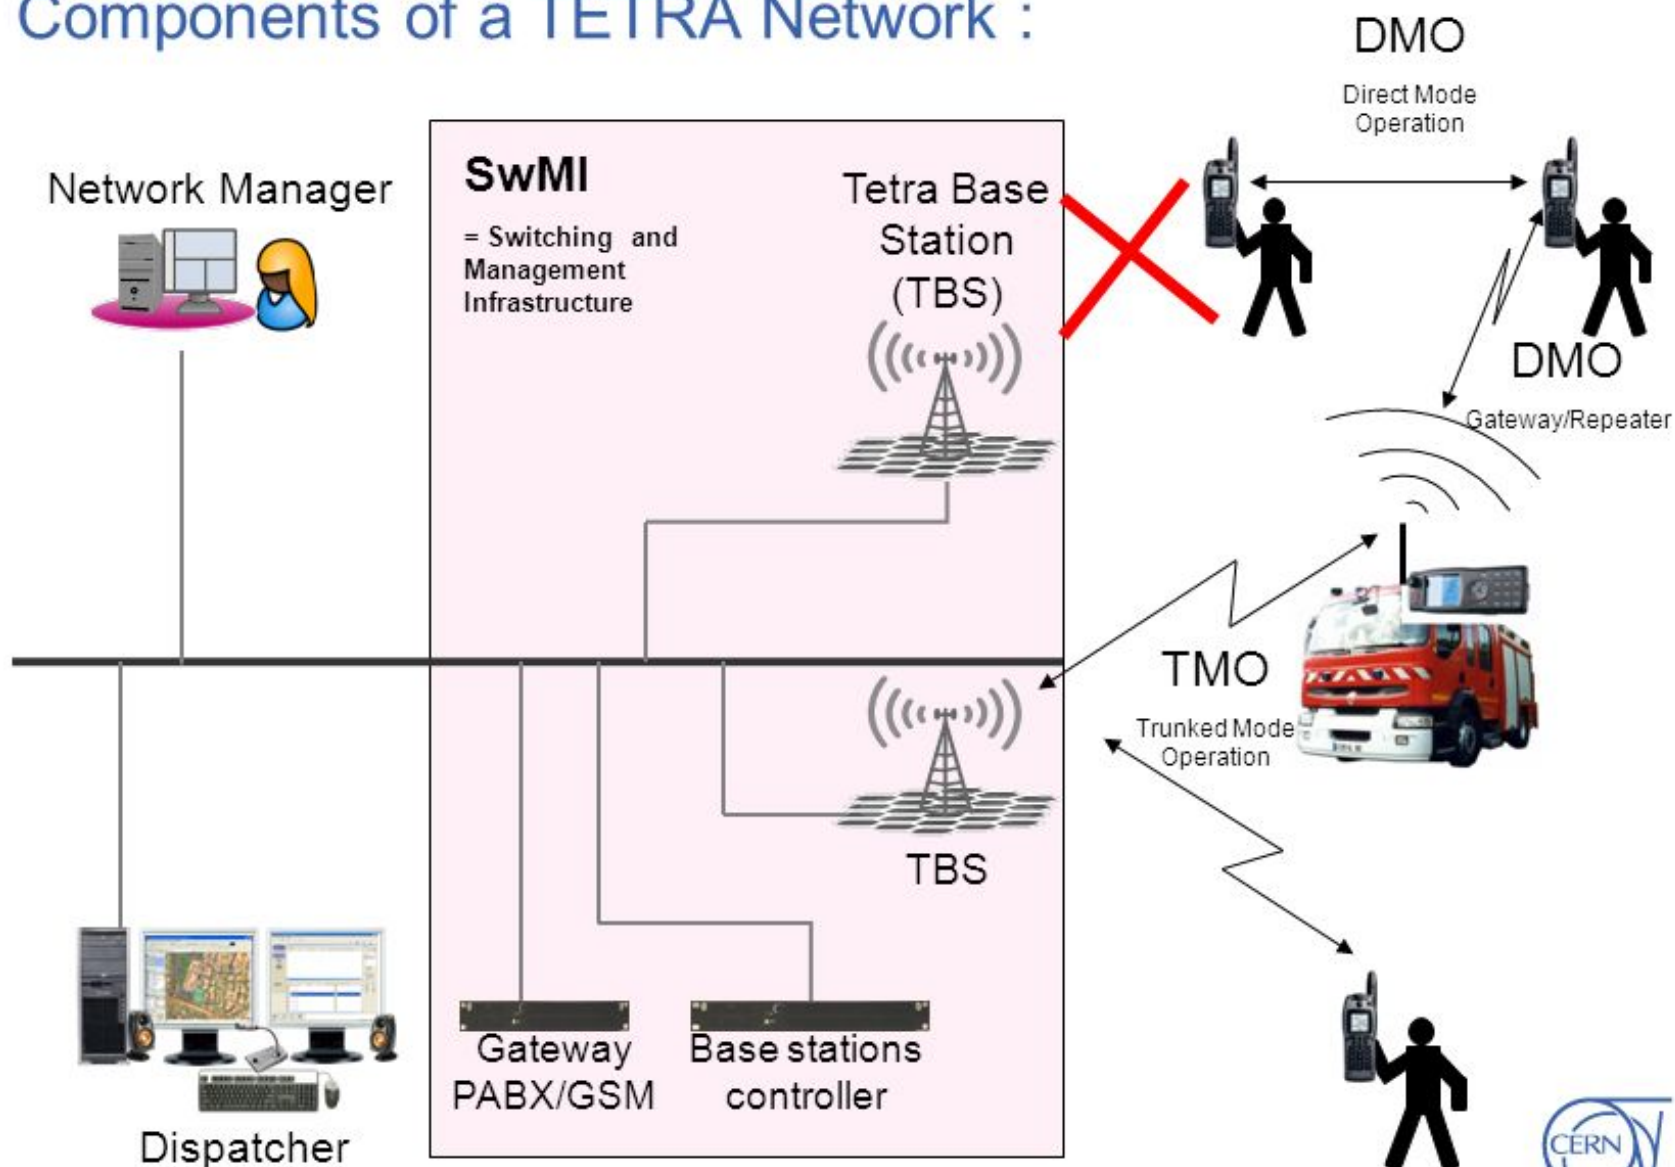 Components of a TETRA Network :
DMO
Direct Mode
Operation
Network Manager
SwMI
= Switching and
Management
Infrastructure
Tetra Base
Station
(TBS)
DMO
Gateway/Repeater
TMO
Trunked Mode
Operation
TBS
Gateway
PABX/GSM
Base stations
controller
Dispatcher
CERN